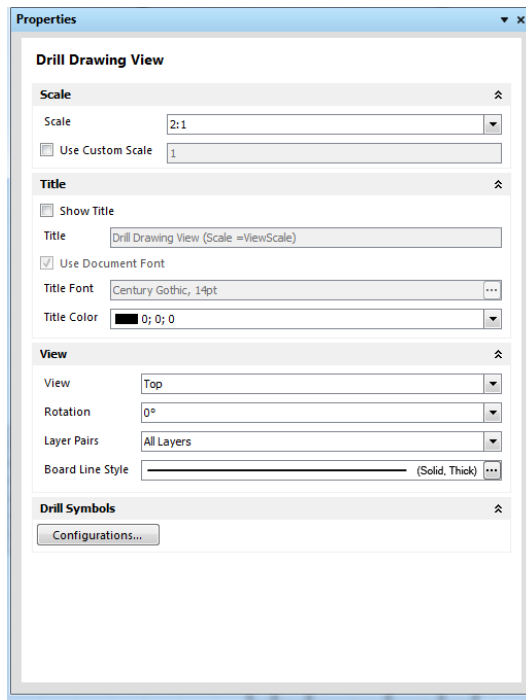 Properties
Drill Drawing View
Scale
Scale 2:1
Use Custom Scale 1
Title
Show Title
Title Drill Drawing View (Scale =ViewScale)
Use Document Font
Title Font Century Gothic, 14pt ...
Title Color 0; 0; 0
View
View Top
Rotation 0°
Layer Pairs All Layers
Board Line Style (Solid, Thick) ...
Drill Symbols
Configurations...